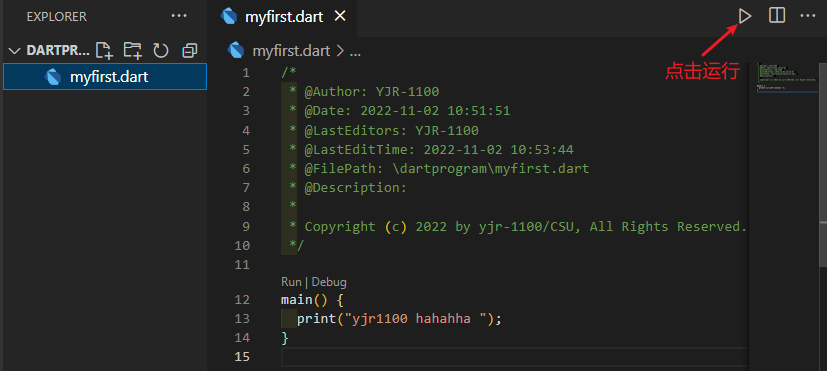 EXPLORER
myfirst.dart
点击运行
DARTPR...
myfirst.dart
myfirst.dart > ...
1 /*
2 * @Author: YJR-1100
3 * @Date: 2022-11-02 10:51:51
4 * @LastEditors: YJR-1100
5 * @LastEditTime: 2022-11-02 10:53:44
6 * @FilePath: \dartprogram\myfirst.dart
7 * @Description:
8 *
9 * Copyright (c) 2022 by yjr-1100/CSU, All Rights Reserved.
10 */
11
Run | Debug
12 main() {
13 print("yjr1100 hahahha ");
14 }
15